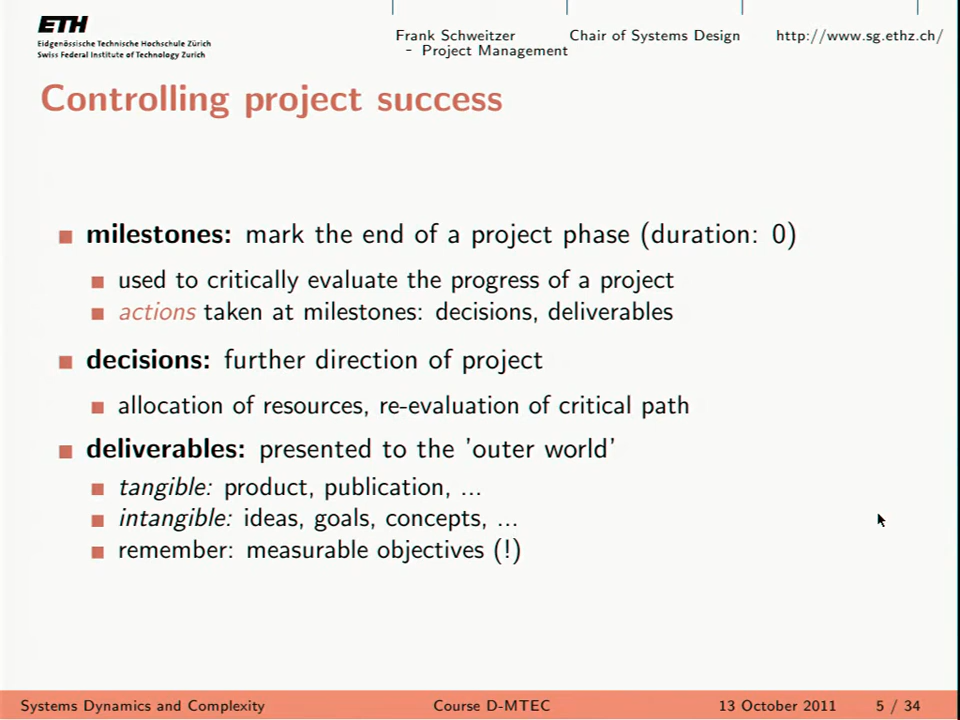 ETH
Eidgenössische Technische Hochschule Zürich
Swiss Federal Institute of Technology Zurich
Frank Schweitzer
- Project Management
Chair of Systems Design
http://www.sg.ethz.ch/
Controlling project success
milestones: mark the end of a project phase (duration: 0)
used to critically evaluate the progress of a project
actions taken at milestones: decisions, deliverables
decisions: further direction of project
allocation of resources, re-evaluation of critical path
deliverables: presented to the 'outer world'
tangible: product, publication, ...
intangible: ideas, goals, concepts, ...
remember: measurable objectives (!)
Systems Dynamics and Complexity
Course D-MTEC
13 October 2011
5 / 34